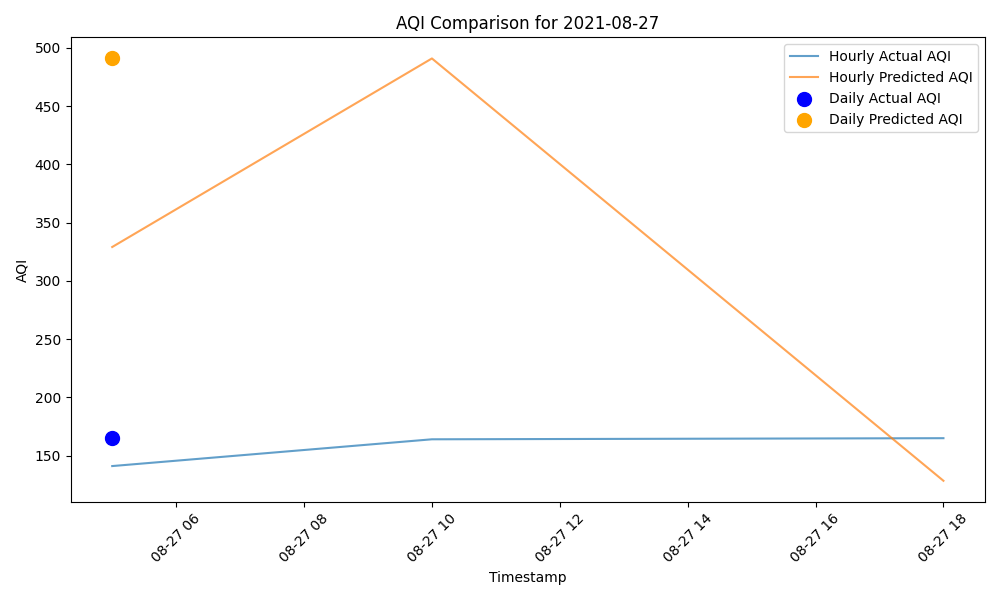 AQI Comparison for 2021-08-27
Hourly Actual AQI
Hourly Predicted AQI
Daily Actual AQI
Daily Predicted AQI
AQI
500
450
400
350
300
250
200
150
08-27 06
08-27 08
08-27 10
08-27 12
08-27 14
08-27 16
08-27 18
Timestamp